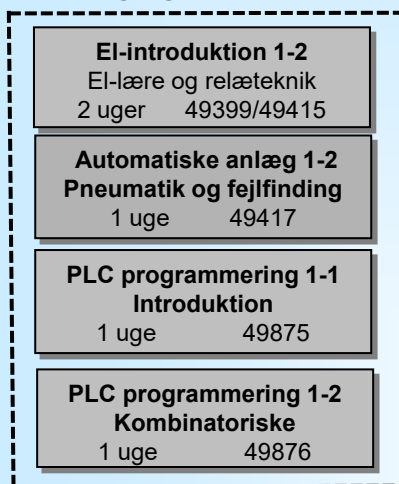 El-introduktion 1-2
El-lære og relæteknik
2 uger 49399/49415
Automatiske anlæg 1-2
Pneumatik og fejlfinding
1 uge 49417
PLC programmering 1-1
Introduktion
1 uge 49875
PLC programmering 1-2
Kombinatoriske
1 uge 49876